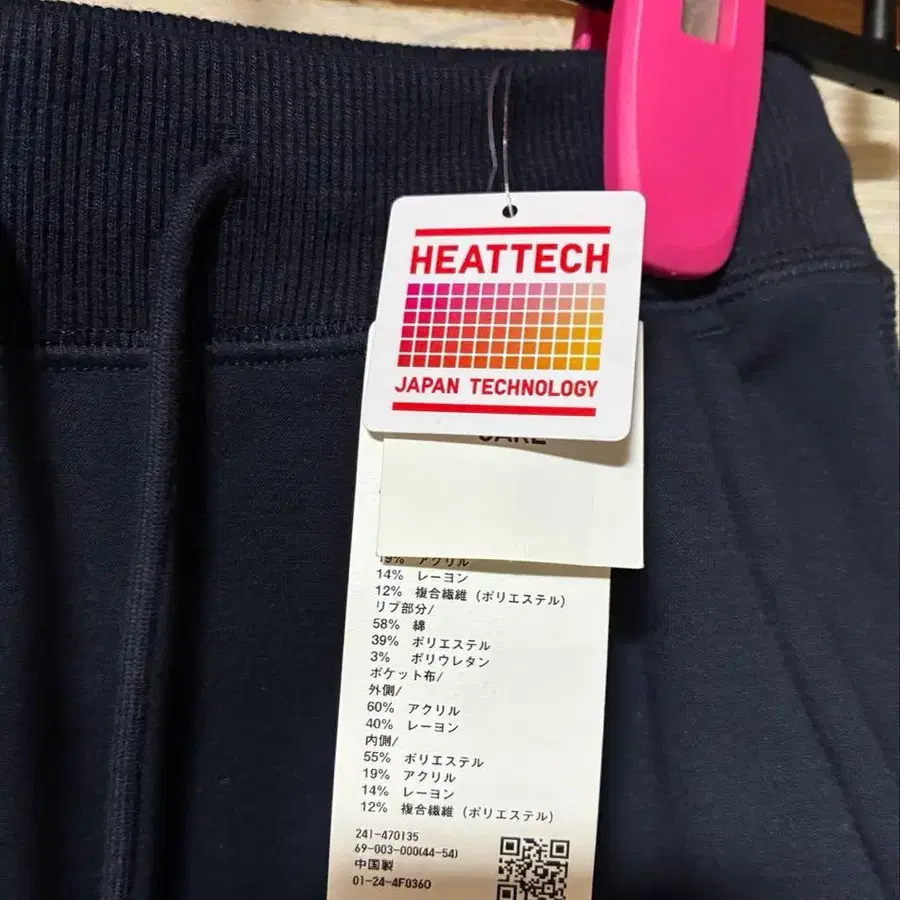 HEATTECH
JAPAN TECHNOLOGY
19% アクリル
14% レーヨン
12% 複合繊維 (ポリエステル)
リブ部分/
58% 綿
39% ポリエステル
3% ポリウレタン
ポケット布/
外側/
60% アクリル
40% レーヨン
内側/
55% ポリエステル
19% アクリル
14% レーヨン
12% 複合繊維 (ポリエステル)
241-470135
69-003-000(44-54)
中国製
01-24-4F0360